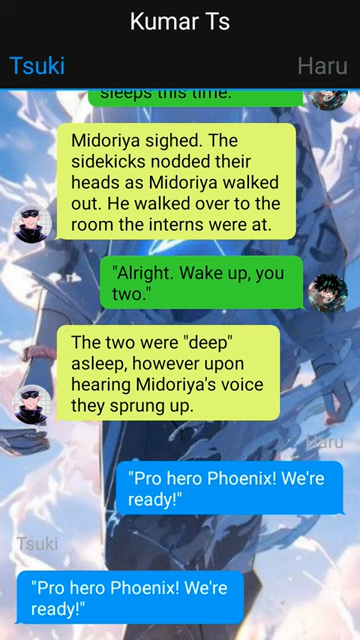 Kumar Ts
Tsuki
Haru
sleeps this time.
Midoriya sighed. The
sidekicks nodded their
heads as Midoriya walked
out. He walked over to the
room the interns were at.
"Alright. Wake up, you
two."
The two were "deep"
asleep, however upon
hearing Midoriya's voice
they sprung up.
Haru
"Pro hero Phoenix! We're
ready!"
Tsuki
"Pro hero Phoenix! We're
ready!"